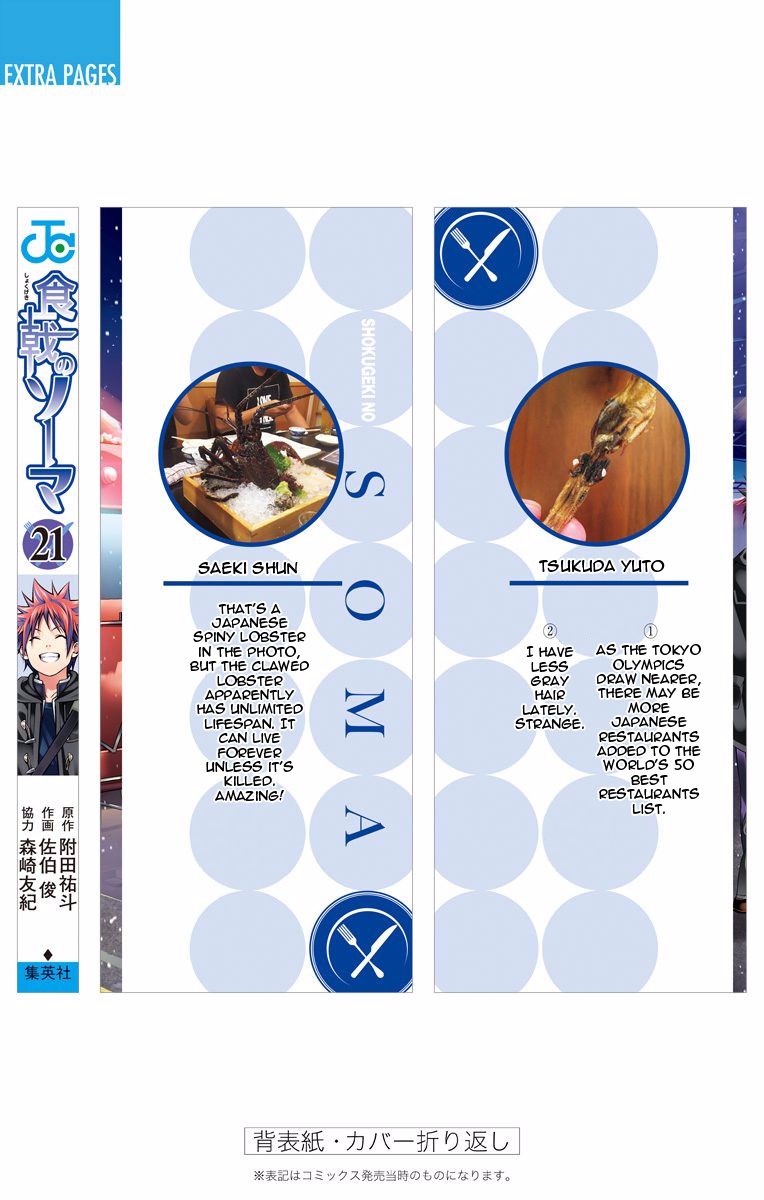 EXTRA PAGES
JC
食戟のソーマ
しょくげき
21
原作 附田祐斗
作画 佐伯 俊
協力 森崎友紀
集英社
SHOKUGEKI NO
SOMA
SAEKI SHUN
THAT'S A
JAPANESE
SPINY LOBSTER
IN THE PHOTO,
BUT THE CLAWED
LOBSTER
APPARENTLY
HAS UNLIMITED
LIFESPAN. IT
CAN LIVE
FOREVER
UNLESS IT'S
KILLED.
AMAZING!
TSUKUDA YUTO
①
AS THE TOKYO
OLYMPICS
DRAW NEARER,
THERE MAY BE
MORE
JAPANESE
RESTAURANTS
ADDED TO THE
WORLD'S 50
BEST
RESTAURANTS
LIST.
②
I HAVE
LESS
GRAY
HAIR
LATELY.
STRANGE.
背表紙・カバー折り返し
※表記はコミックス発売当時のものになります。